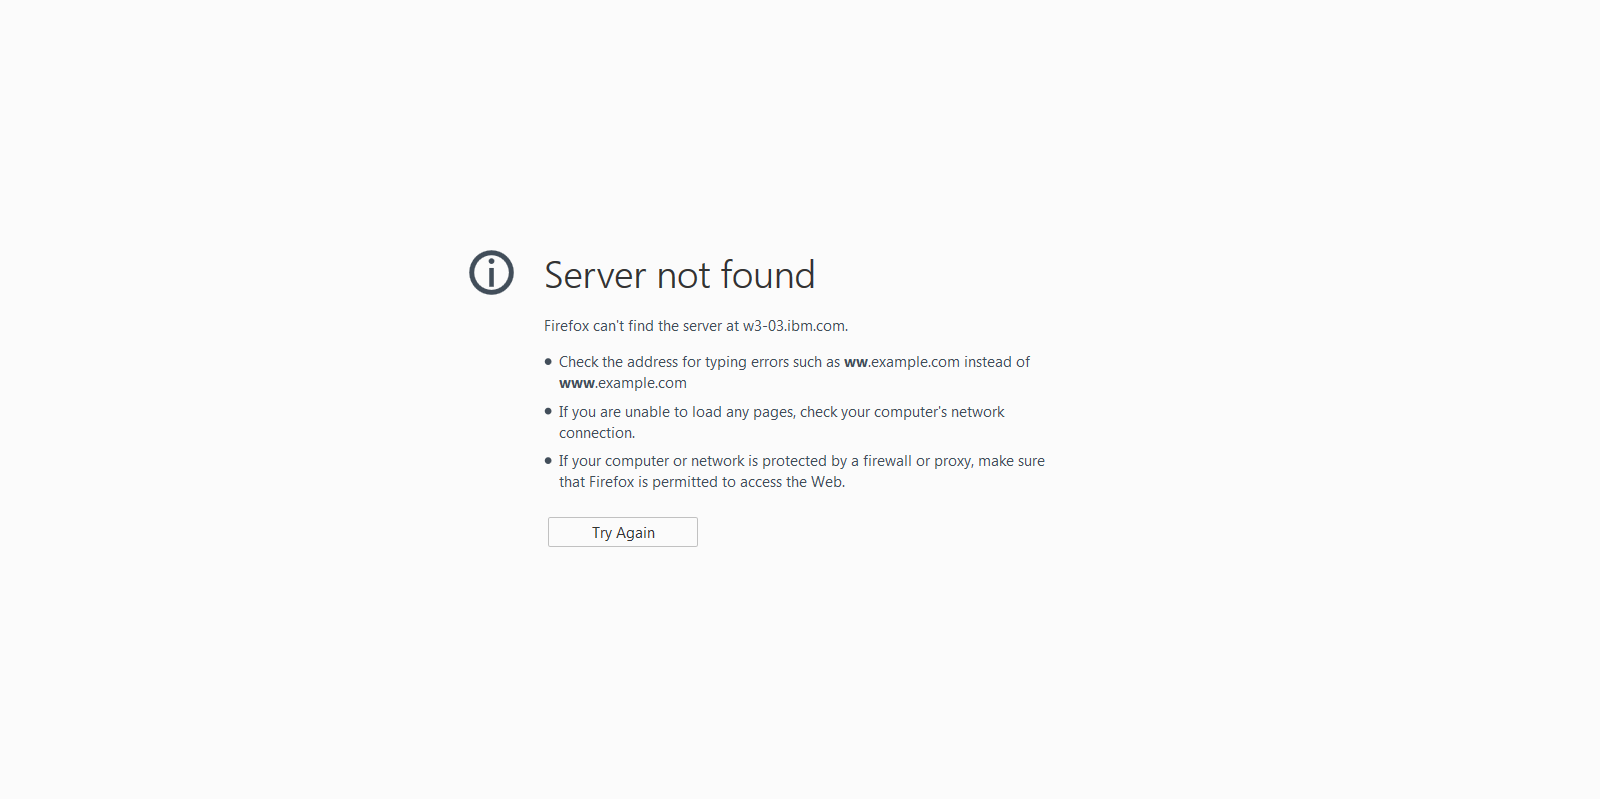 Server not found
Firefox can't find the server at w3-03.ibm.com.
Check the address for typing errors such as ww.example.com instead of
www.example.com
If you are unable to load any pages, check your computer's network
connection.
If your computer or network is protected by a firewall or proxy, make sure
that Firefox is permitted to access the Web.
Try Again